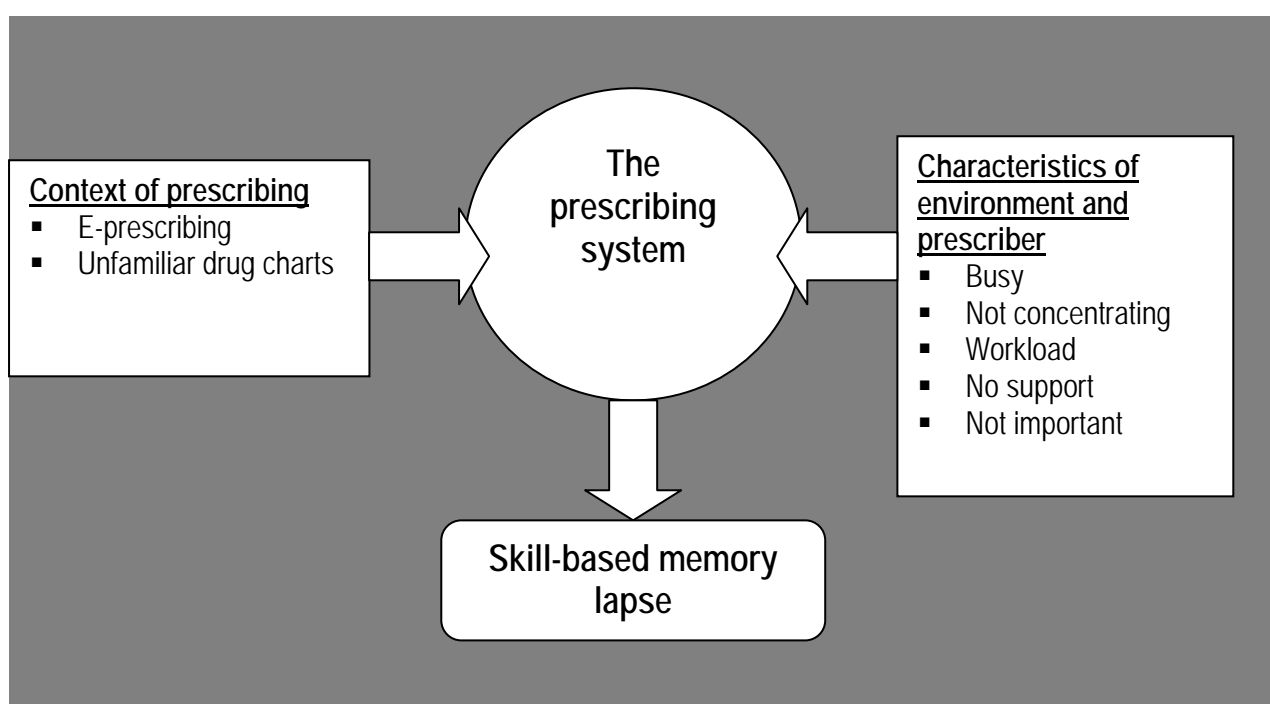 Context of prescribing
▪ E-prescribing
▪ Unfamiliar drug charts
The
prescribing
system
Characteristics of
environment and
prescriber
▪ Busy
▪ Not concentrating
▪ Workload
▪ No support
▪ Not important
Skill-based memory
lapse